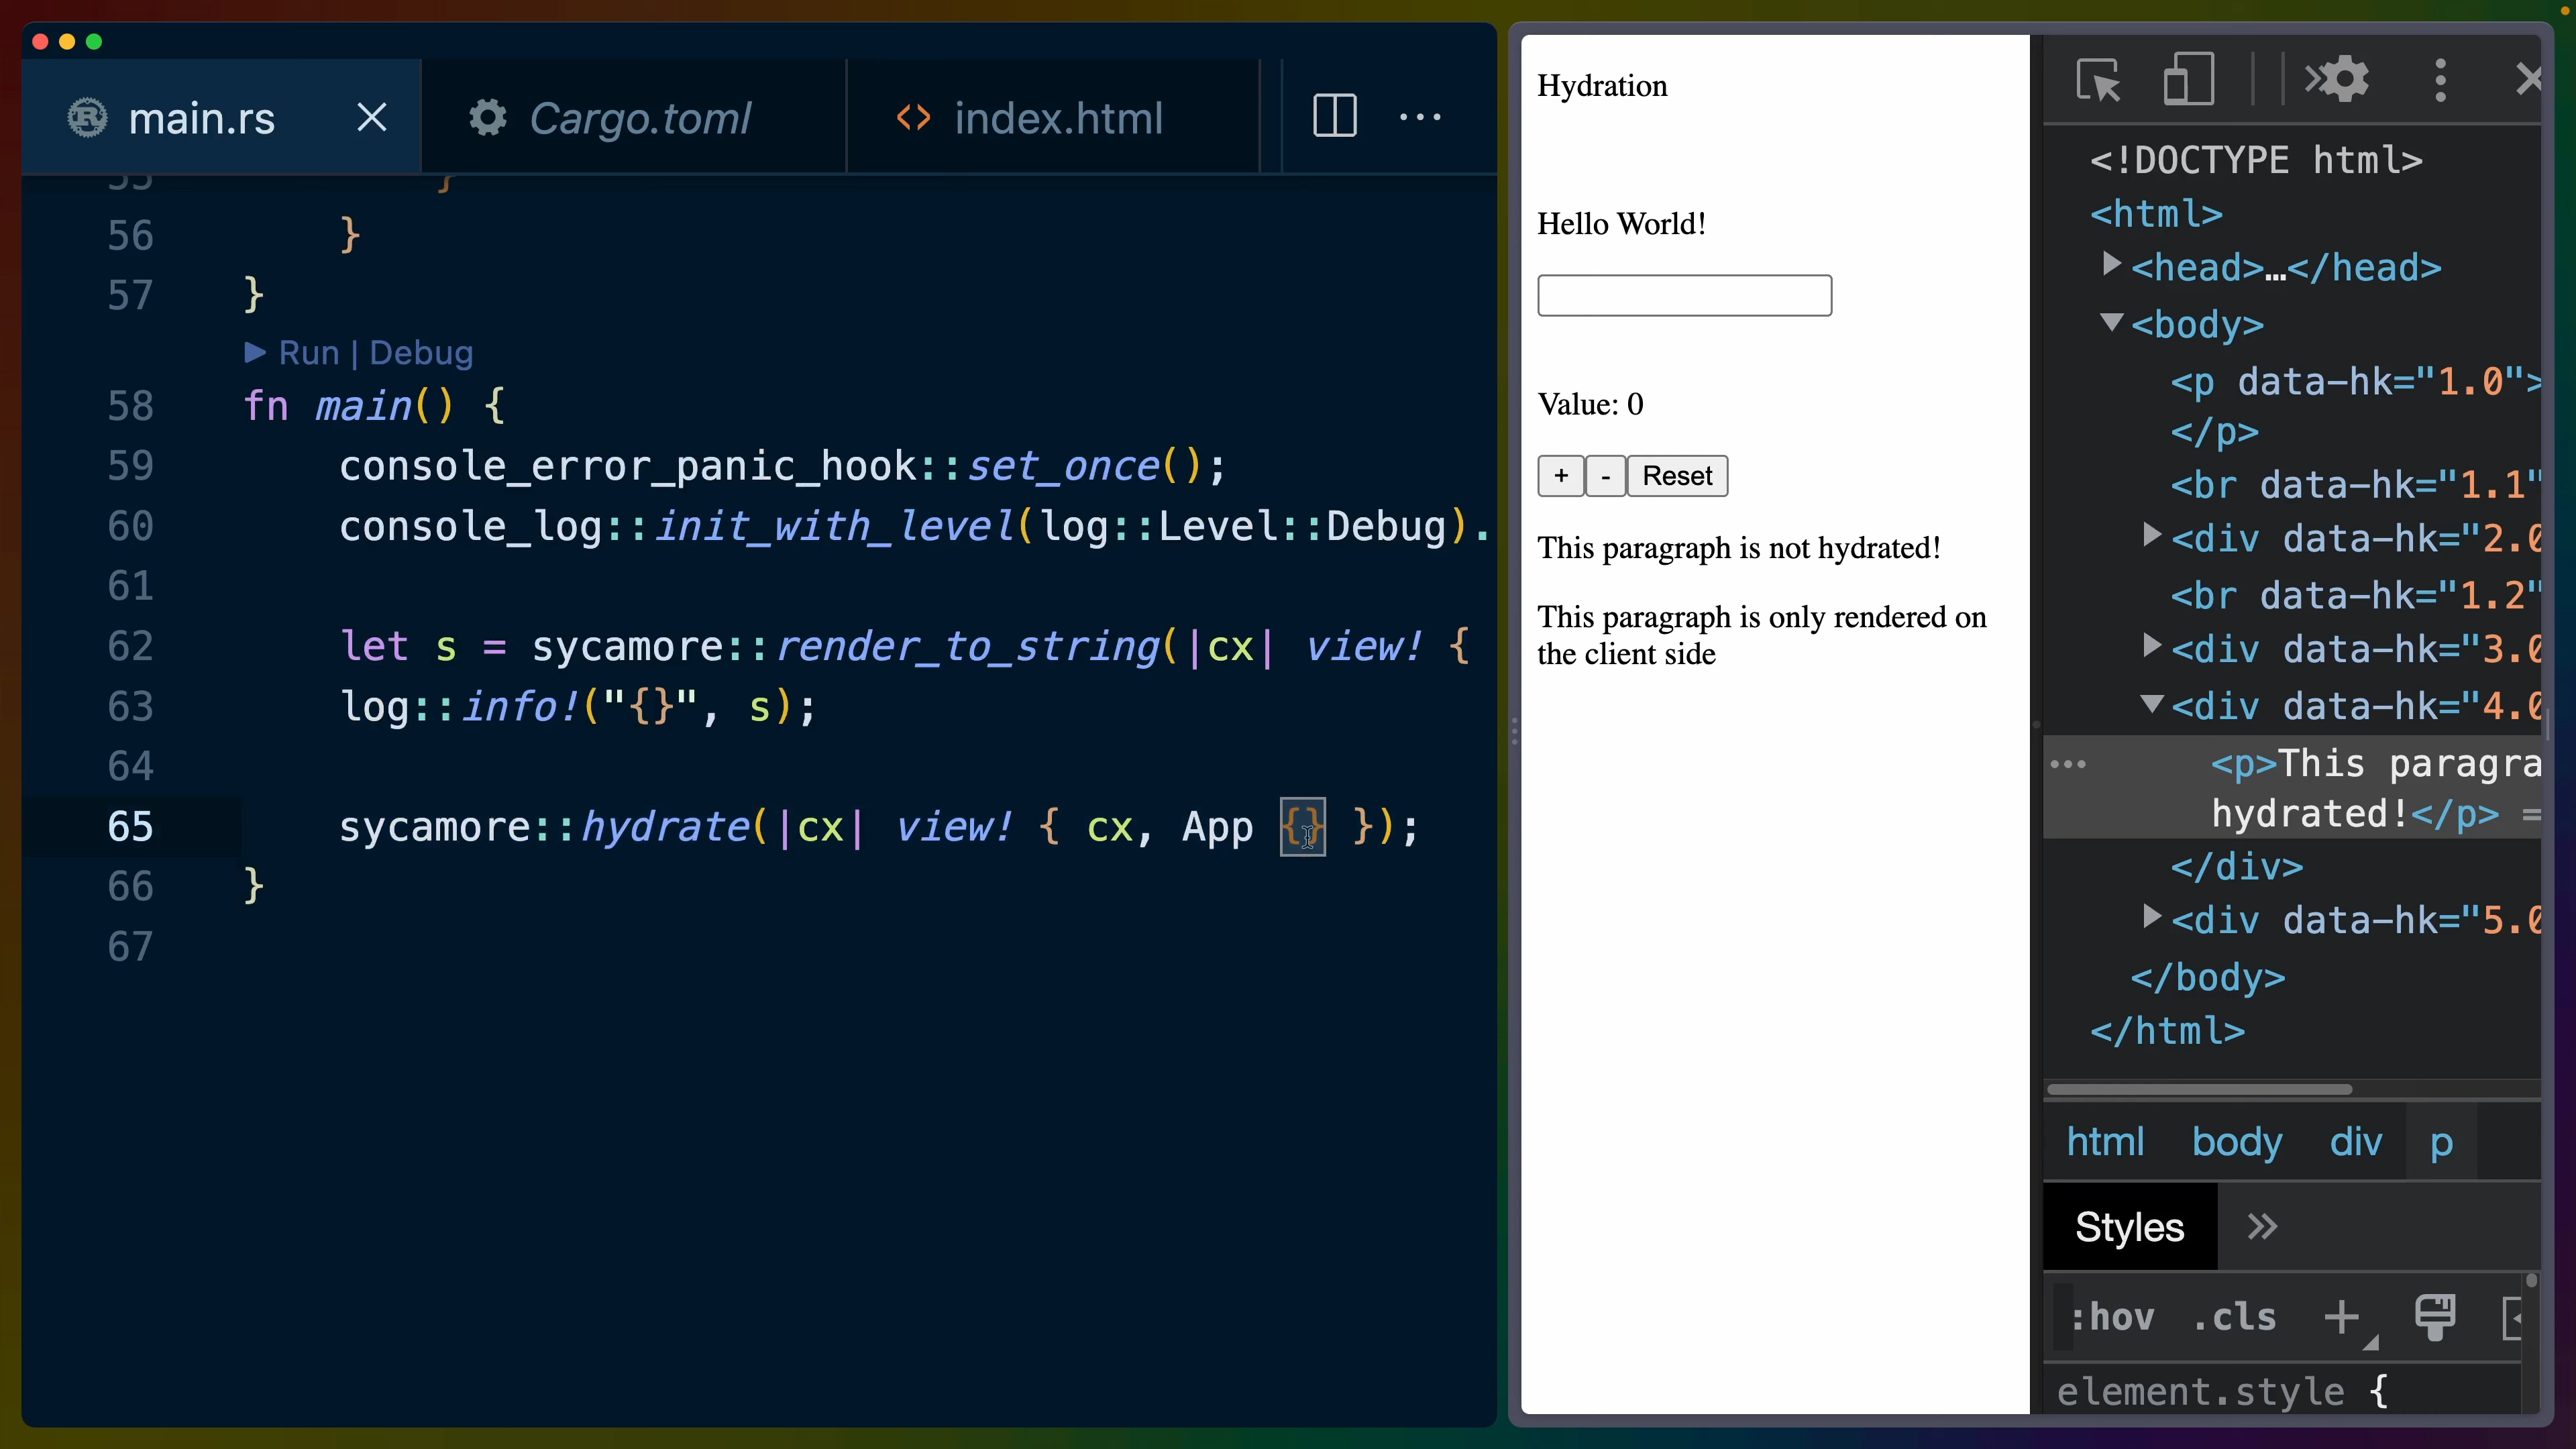 main.rs
Cargo.toml
index.html
55 }
56 }
57 }
Run | Debug
58 fn main() {
59 console_error_panic_hook::set_once();
60 console_log::init_with_level(log::Level::Debug).
61
62 let s = sycamore::render_to_string(|cx| view! {
63 log::info!("{}", s);
64
65 sycamore::hydrate(|cx| view! { cx, App {} });
66 }
67
Hydration
Hello World!
Value: 0
+ - Reset
This paragraph is not hydrated!
This paragraph is only rendered on
the client side
<!DOCTYPE html>
<html>
<head>…</head>
<body>
<p data-hk="1.0">
</p>
<br data-hk="1.1"
<div data-hk="2.0
<br data-hk="1.2"
<div data-hk="3.0
<div data-hk="4.0
<p>This paragra
hydrated!</p> =
</div>
<div data-hk="5.0
</body>
</html>
html body div p
Styles
:hov .cls
element.style {